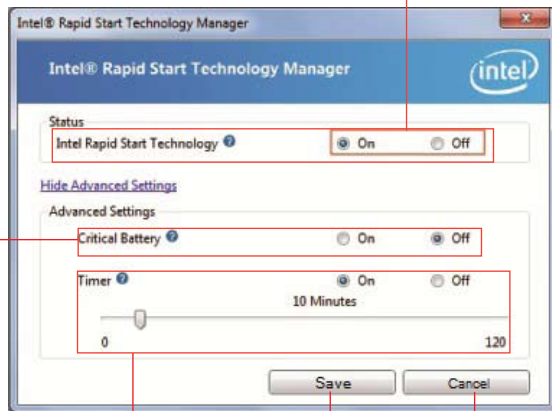 Intel® Rapid Start Technology Manager
Intel® Rapid Start Technology Manager
intel
Status
Intel Rapid Start Technology ? On Off
Hide Advanced Settings
Advanced Settings
Critical Battery ? On Off
Timer ? On Off
10 Minutes
0 120
Save Cancel